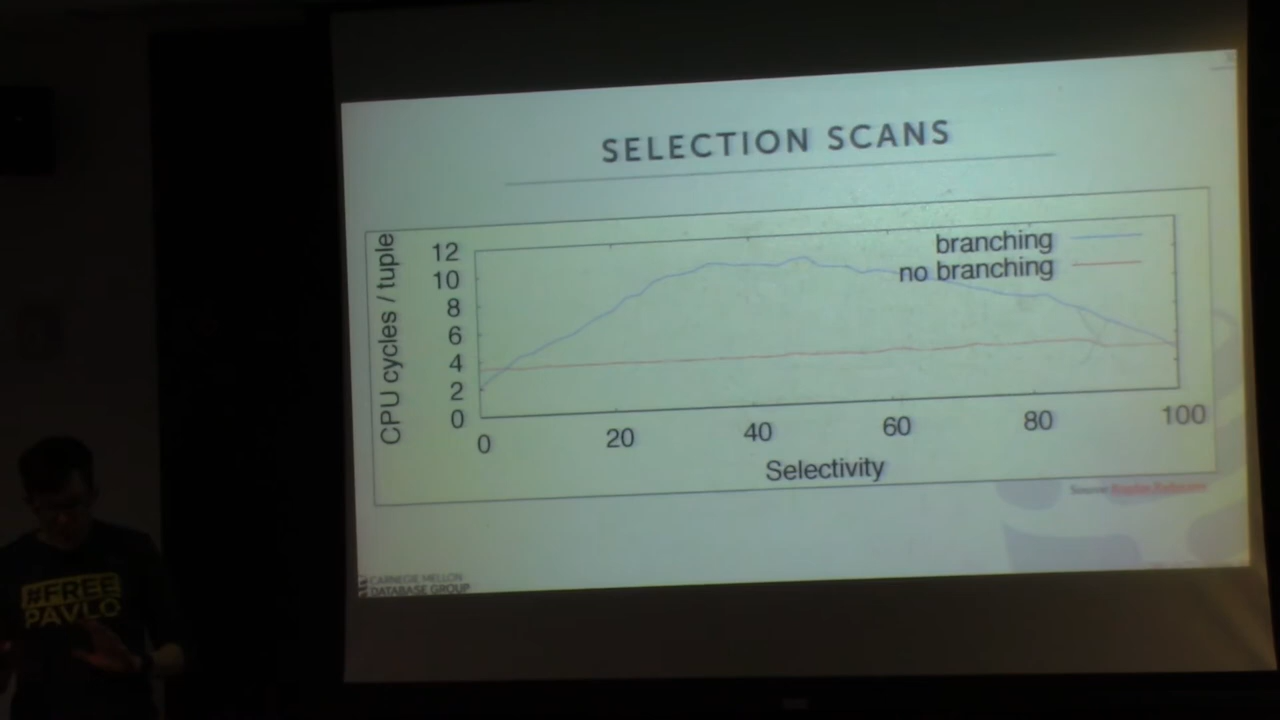 SELECTION SCANS
CPU cycles / tuple
12
10
8
6
4
2
0
branching
no branching
0 20 40 60 80 100
Selectivity
Source:
CARNEGIE MELLON
DATABASE GROUP
#FREE
PAVLO